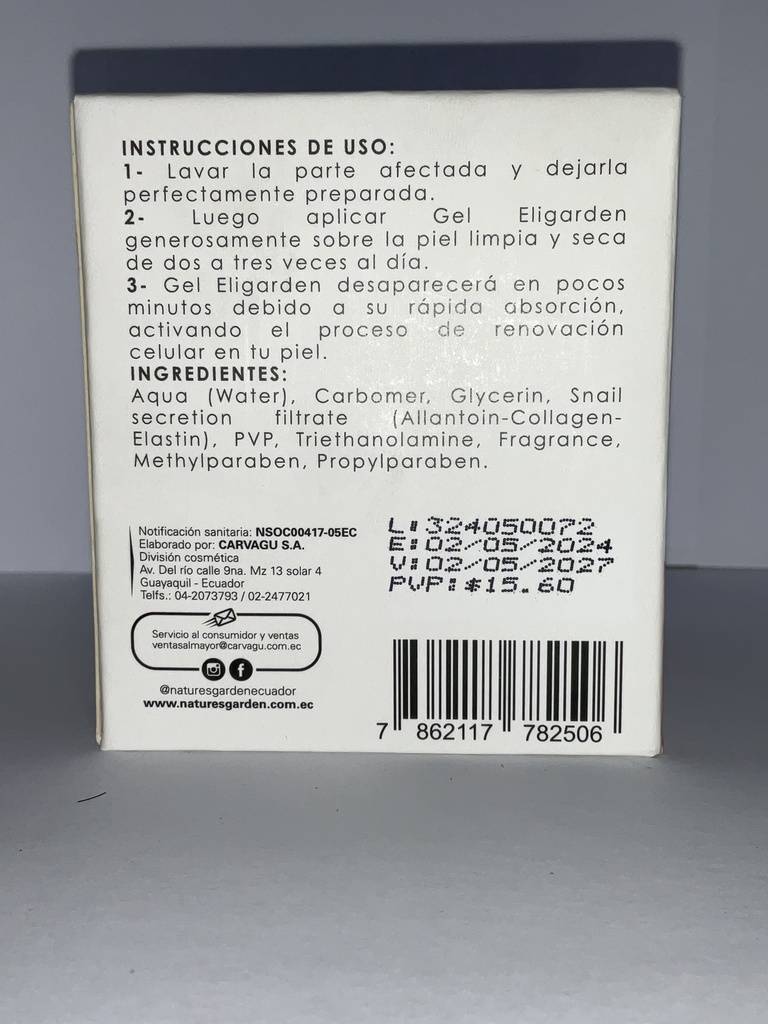 INSTRUCCIONES DE USO:
1- Lavar la parte afectada y dejarla
perfectamente preparada.
2- Luego aplicar Gel Eligarden
generosamente sobre la piel limpia y seca
de dos a tres veces al día.
3- Gel Eligarden desaparecerá en pocos
minutos debido a su rápida absorción,
activando el proceso de renovación
celular en tu piel.
INGREDIENTES:
Aqua (Water), Carbomer, Glycerin, Snail
secretion filtrate (Allantoin-Collagen-
Elastin), PVP, Triethanolamine, Fragrance,
Methylparaben, Propylparaben.
Notificación sanitaria: NSOC00417-05EC
Elaborado por: CARVAGU S.A.
División cosmética
Av. Del río calle 9na. Mz 13 solar 4
Guayaquil - Ecuador
Telfs.: 04-2073793 / 02-2477021
Servicio al consumidor y ventas
ventasalmayor@carvagu.com.ec
@naturesgardenecuador
www.naturesgarden.com.ec
L:324050072
E:02/05/2024
V:02/05/2027
PVP:$15.60
7 862117 782506